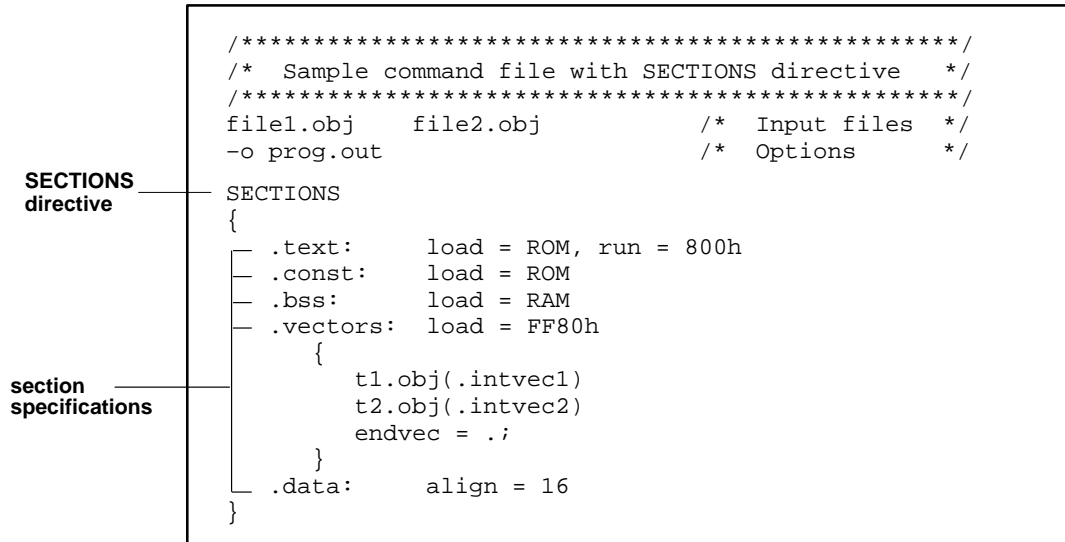 /**************************************************/
/*  Sample command file with SECTIONS directive   */
/**************************************************/
file1.obj    file2.obj           /*  Input files  */
–o prog.out                      /*  Options      */
SECTIONS
directive
SECTIONS
{
.text:     load = ROM, run = 800h
.const:    load = ROM
.bss:      load = RAM
.vectors:  load = FF80h
{
t1.obj(.intvec1)
t2.obj(.intvec2)
endvec = .;
}
section
specifications
.data:     align = 16
}